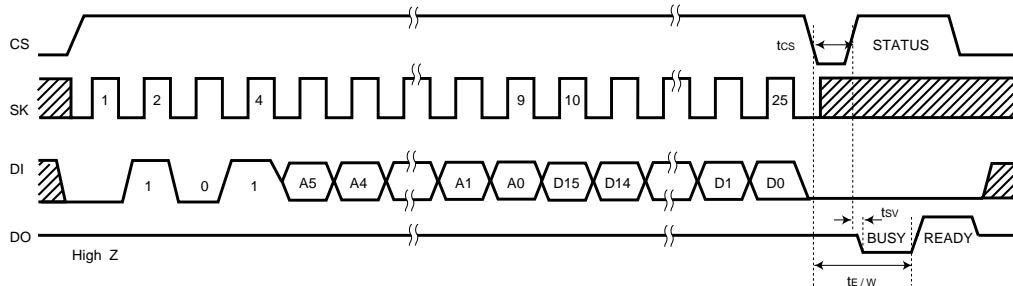 CS
tCS
STATUS
SK
1 2 4 9 10 25
DI
1 0 1 A5 A4 A1 A0 D15 D14 D1 D0
tSV
DO
BUSY READY
High Z
tE / W